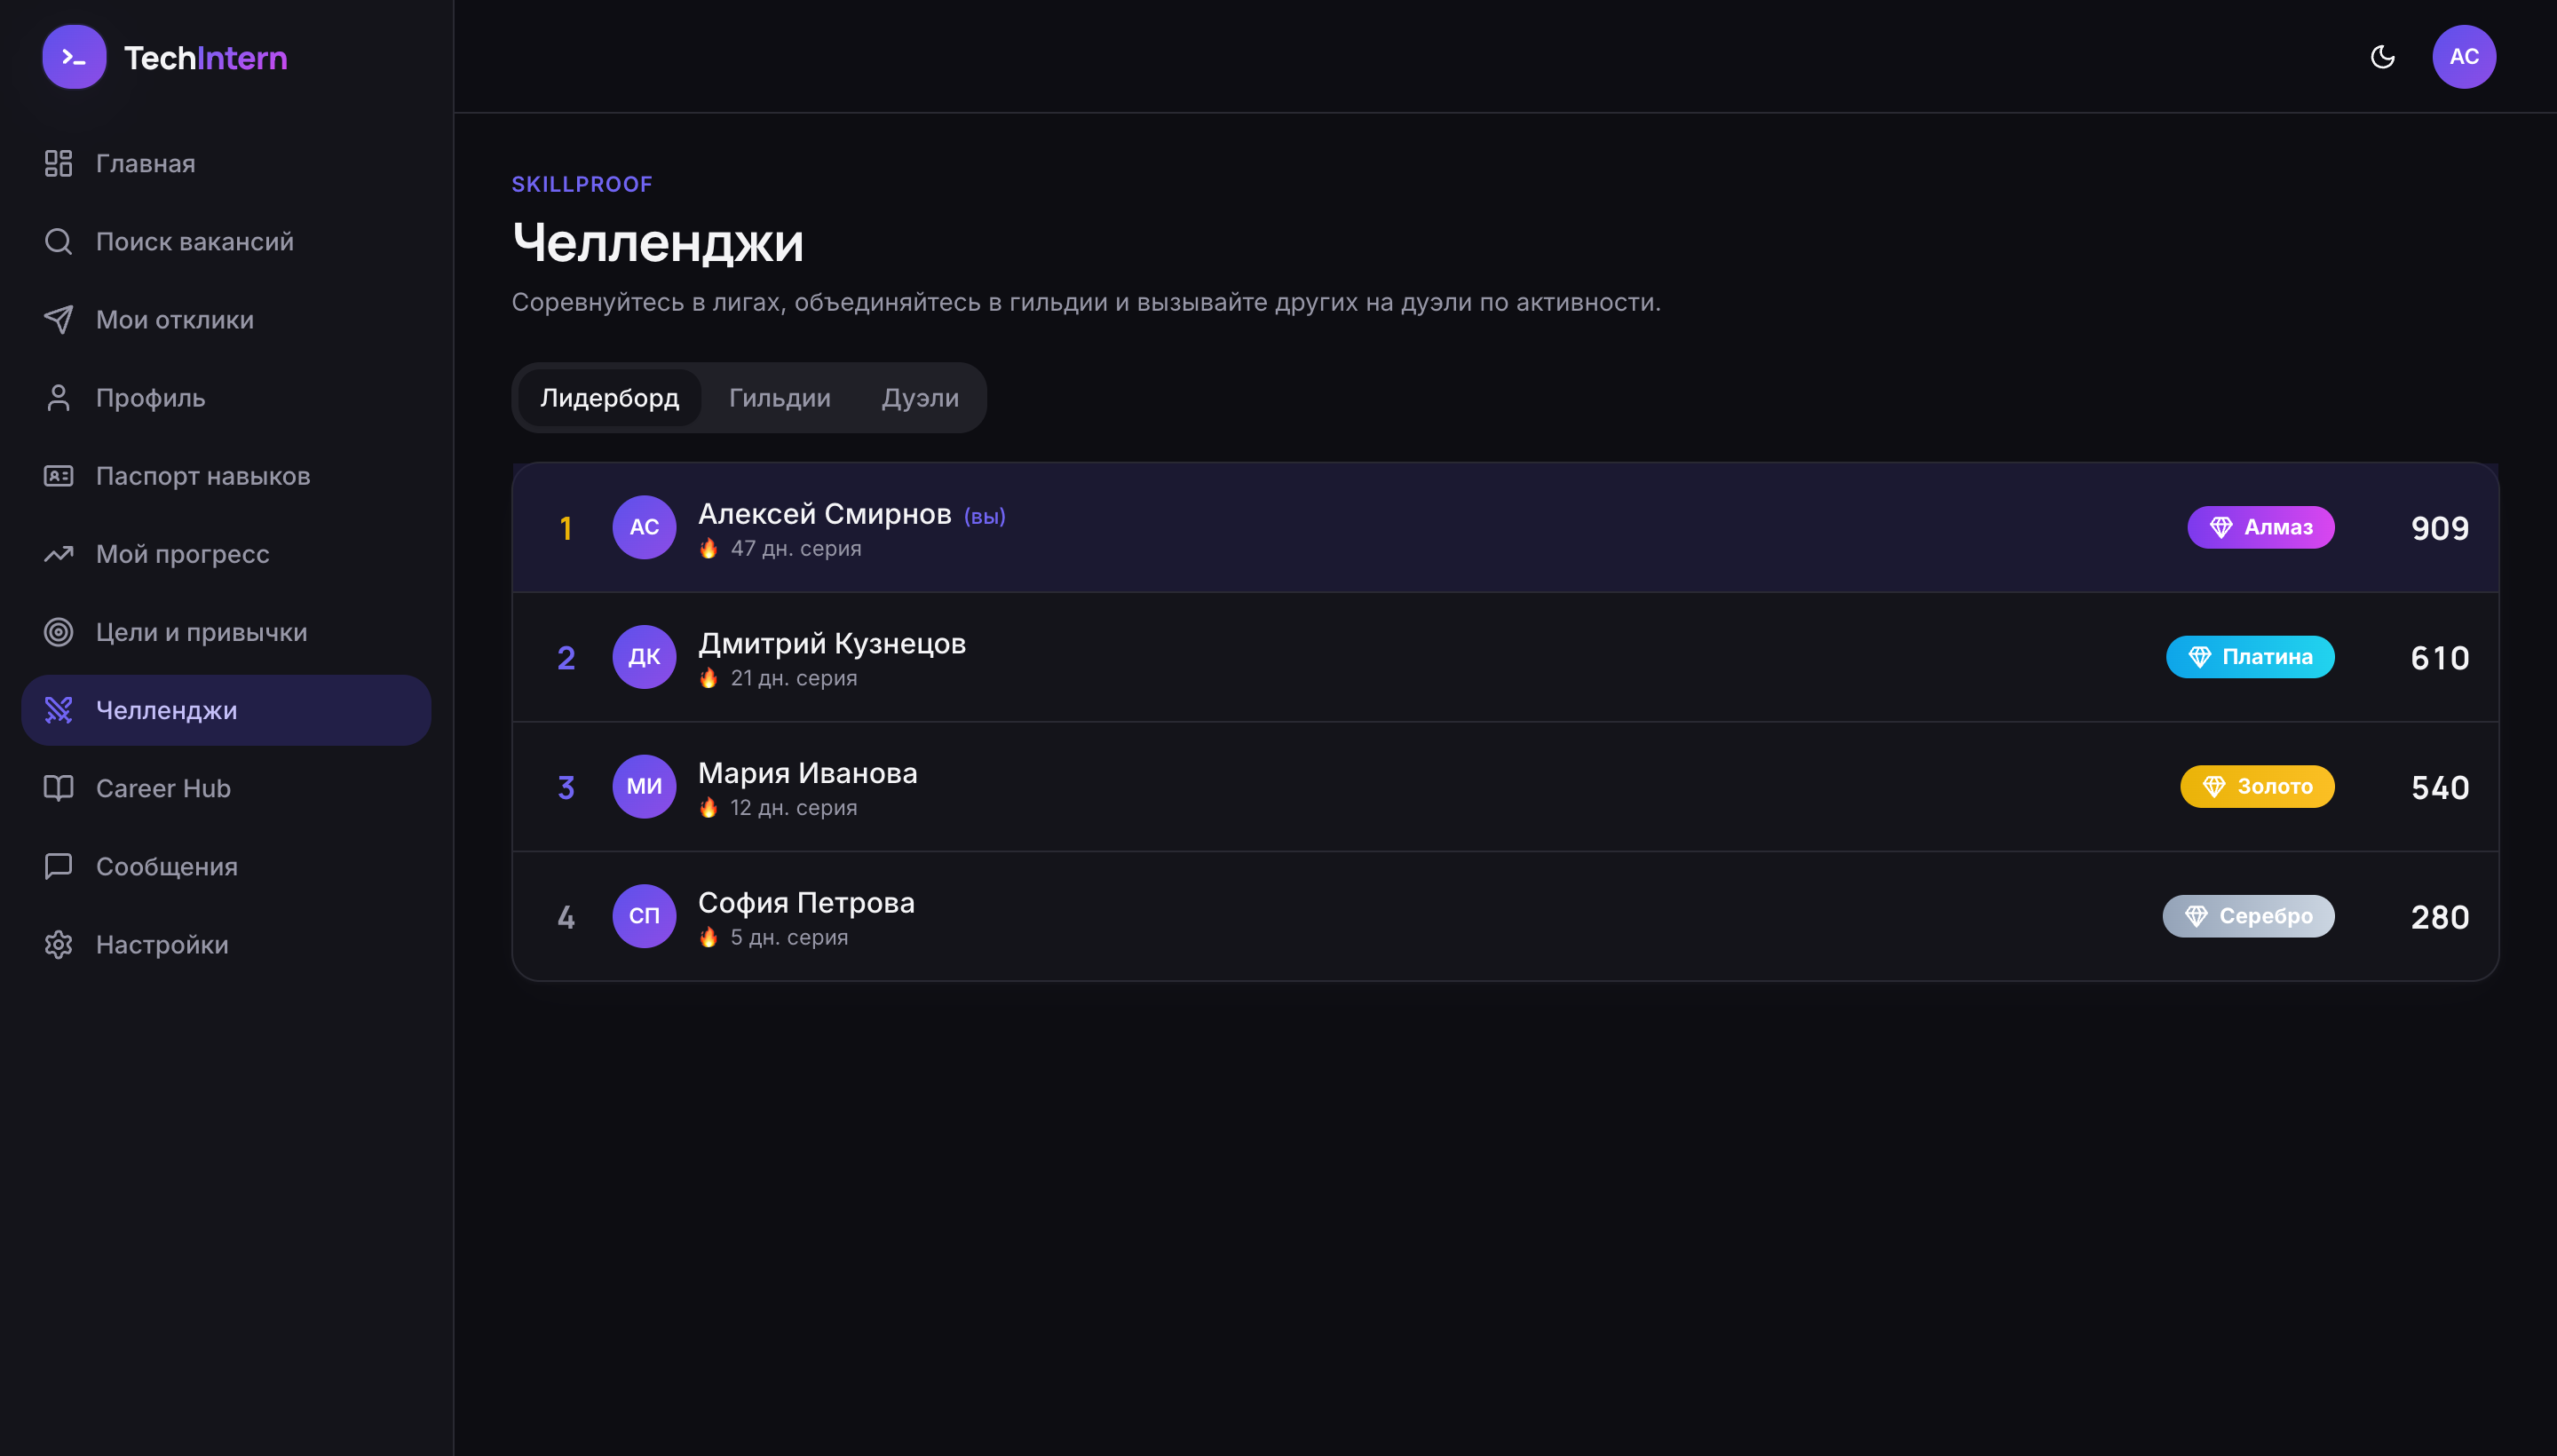 TechIntern
АС
Главная
Поиск вакансий
Мои отклики
Профиль
Паспорт навыков
Мой прогресс
Цели и привычки
Челленджи
Career Hub
Сообщения
Настройки
SKILLPROOF
Челленджи
Соревнуйтесь в лигах, объединяйтесь в гильдии и вызывайте других на дуэли по активности.
Лидерборд Гильдии Дуэли
1 АС Алексей Смирнов (вы) Алмаз 909
47 дн. серия
2 ДК Дмитрий Кузнецов Платина 610
21 дн. серия
3 МИ Мария Иванова Золото 540
12 дн. серия
4 СП София Петрова Серебро 280
5 дн. серия